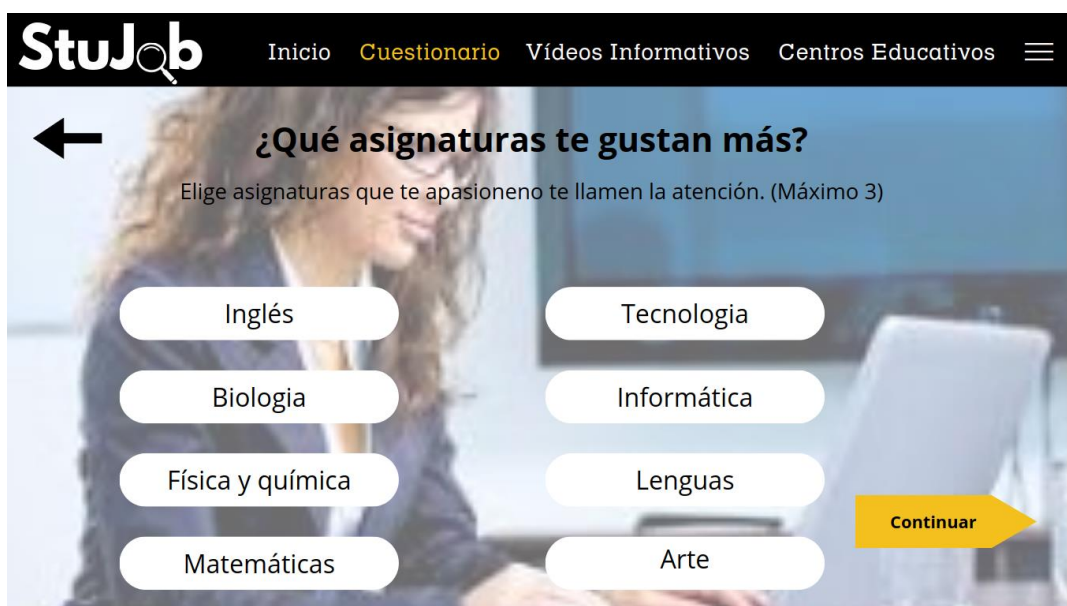 StuJob
Inicio Cuestionario Vídeos Informativos Centros Educativos
¿Qué asignaturas te gustan más?
Elige asignaturas que te apasioneno te llamen la atención. (Máximo 3)
Inglés Tecnologia
Biologia Informática
Física y química Lenguas
Continuar
Matemáticas Arte